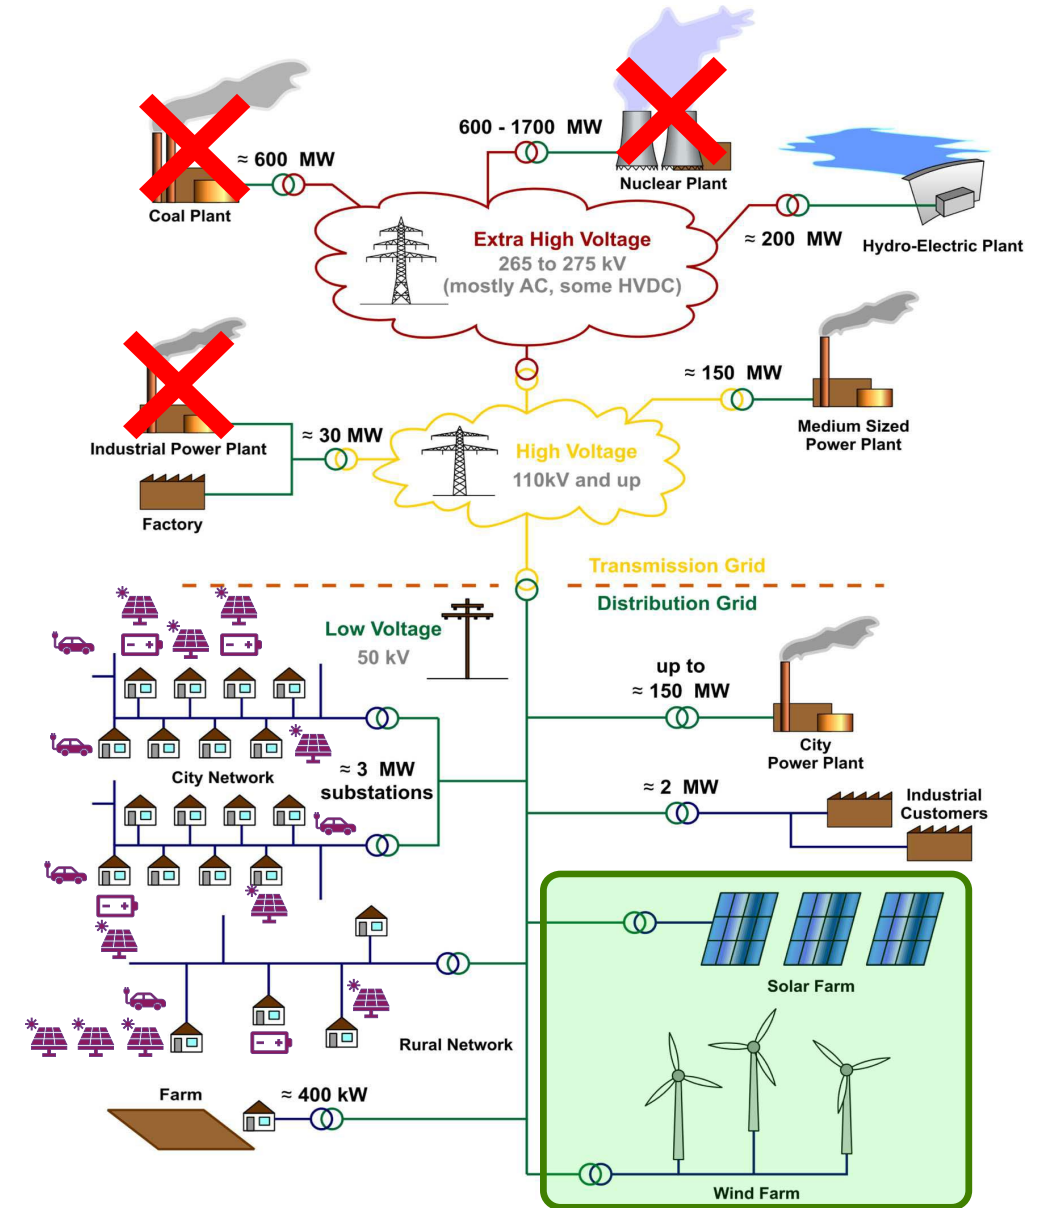 600 - 1700 MW
≈ 600 MW
Nuclear Plant
Coal Plant
≈ 200 MW
Hydro-Electric Plant
Extra High Voltage
265 to 275 kV
(mostly AC, some HVDC)
≈ 150 MW
Medium Sized
Power Plant
Industrial Power Plant
≈ 30 MW
High Voltage
110kV and up
Factory
Transmission Grid
Distribution Grid
Low Voltage
50 kV
up to
≈ 150 MW
City
Power Plant
City Network
≈ 3 MW
substations
≈ 2 MW
Industrial
Customers
Solar Farm
Rural Network
Farm
≈ 400 kW
Wind Farm